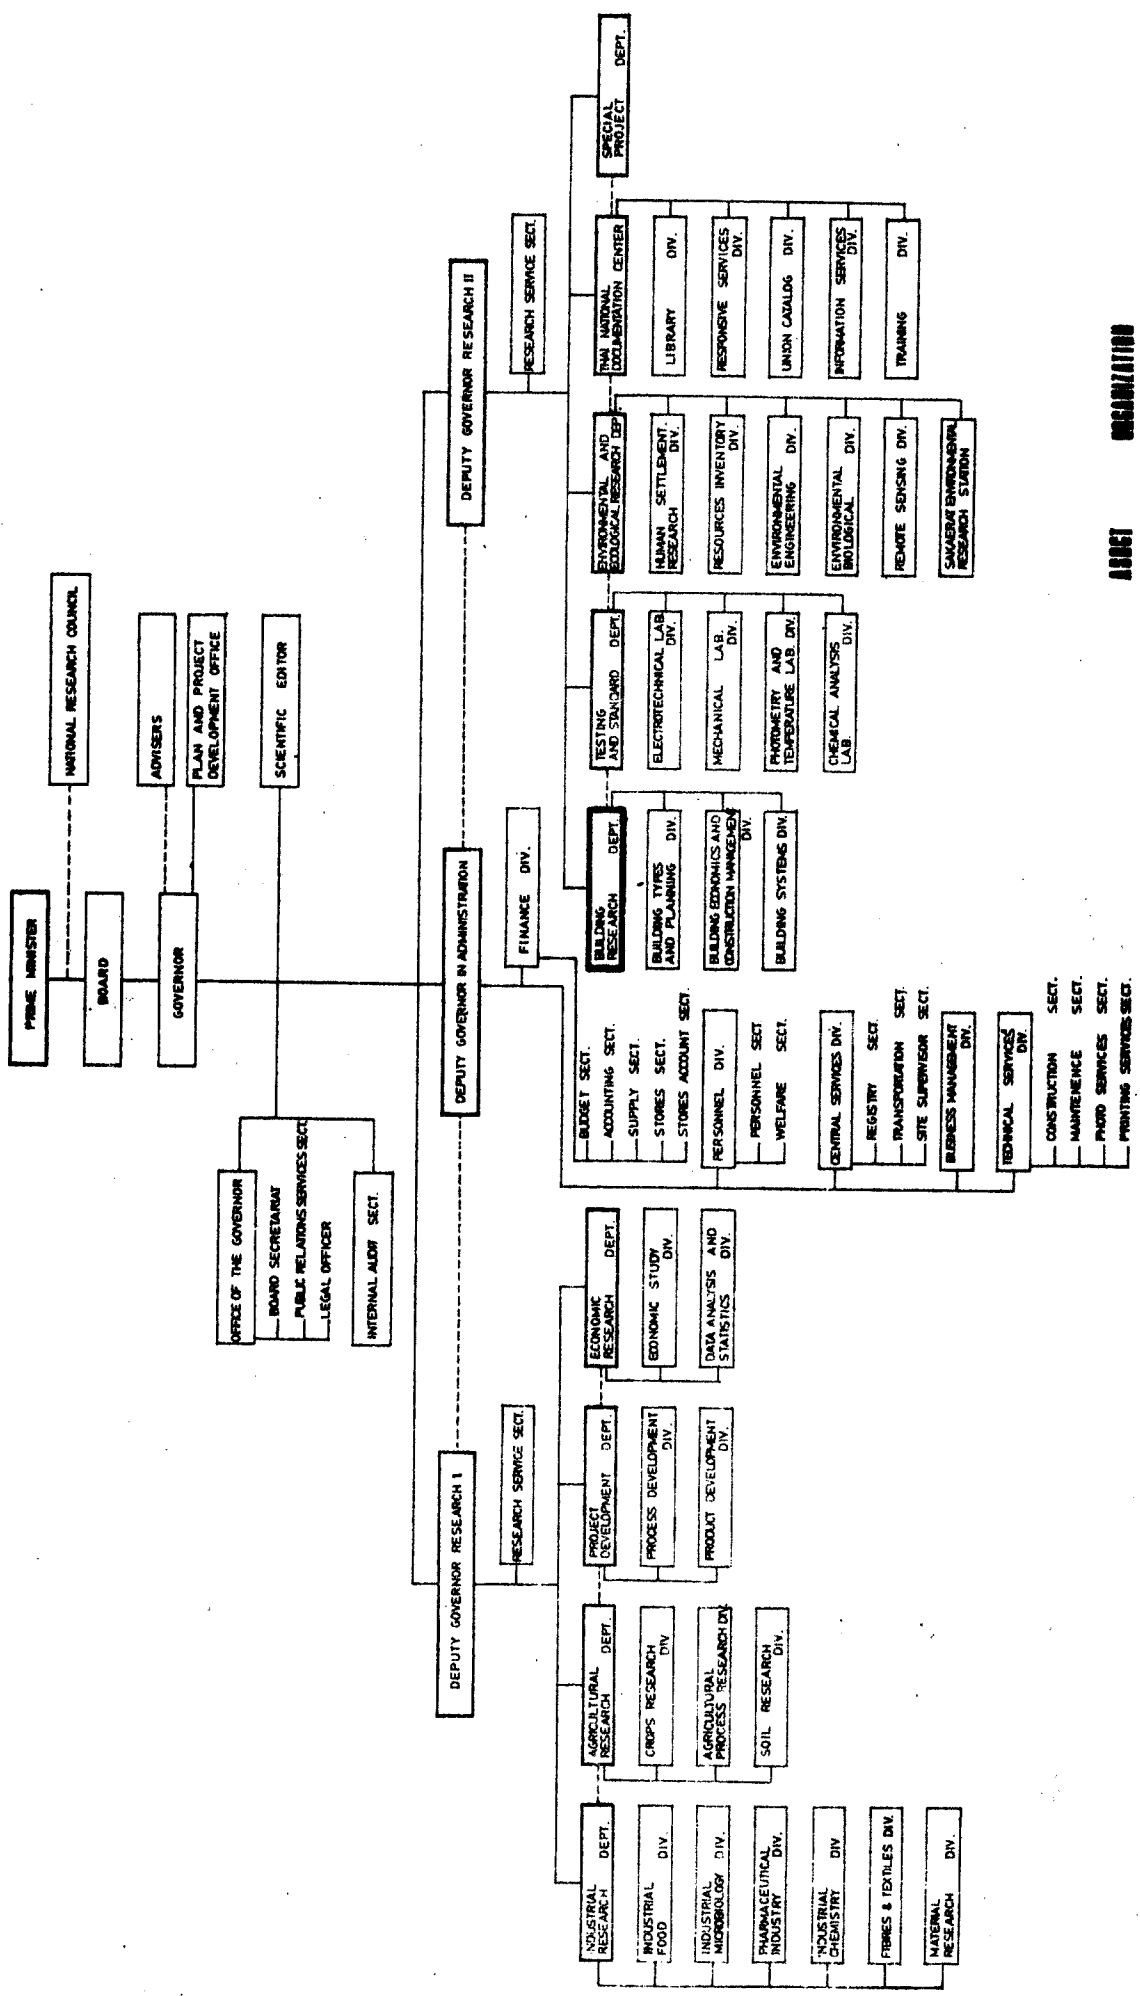 ASRCT ORGANIZATION
PRIME MINISTER
NATIONAL RESEARCH COUNCIL
BOARD
ADVISERS
GOVERNOR
PLAN AND PROJECT
DEVELOPMENT OFFICE
OFFICE OF THE GOVERNOR
BOARD SECRETARIAT
PUBLIC RELATIONS SERVICES SECT.
LEGAL OFFICER
SCIENTIFIC EDITOR
INTERNAL AUDIT SECT.
DEPUTY GOVERNOR RESEARCH I
DEPUTY GOVERNOR IN ADMINISTRATION
DEPUTY GOVERNOR RESEARCH II
RESEARCH SERVICE SECT.
FINANCE DIV.
RESEARCH SERVICE SECT.
INDUSTRIAL
RESEARCH DEPT.
INDUSTRIAL
FOOD DIV.
INDUSTRIAL
MICROBIOLOGY DIV.
PHARMACEUTICAL
INDUSTRY DIV.
INDUSTRIAL
CHEMISTRY DIV
FIBRES & TEXTILES DIV.
MATERIAL
RESEARCH DIV.
AGRICULTURAL
RESEARCH DEPT.
CROPS RESEARCH
DIV
AGRICULTURAL
PROCESS RESEARCH DIV.
SOIL RESEARCH
DIV.
PROJECT
DEVELOPMENT DEPT.
PROCESS DEVELOPMENT
DIV.
PRODUCT DEVELOPMENT
DIV.
ECONOMIC
RESEARCH DEPT.
ECONOMIC STUDY
DIV.
DATA ANALYSIS AND
STATISTICS DIV.
BUDGET SECT.
ACCOUNTING SECT.
SUPPLY SECT.
STORES SECT.
STORES ACCOUNT SECT.
PERSONNEL DIV.
PERSONNEL SECT
WELFARE SECT.
CENTRAL SERVICES DIV.
REGISTRY SECT.
TRANSPORTATION SECT.
SITE SUPERVISOR SECT.
BUSINESS MANAGEMENT
DIV.
TECHNICAL SERVICES
DIV.
CONSTRUCTION SECT.
MAINTENENCE SECT.
PHOTO SERVICES SECT.
PRINTING SERVICES SECT.
BUILDING
RESEARCH DEPT.
BUILDING TYPES
AND PLANNING DIV.
BUILDING ECONOMICS AND
CONSTRUCTION MANAGEMENT
DIV.
BUILDING SYSTEMS DIV.
TESTING
AND STANDARD DEPT.
ELECTROTECHNICAL LAB.
DIV.
MECHANICAL LAB.
DIV.
PHOTOMETRY AND
TEMPERATURE LAB. DIV.
CHEMICAL ANALYSIS
LAB. DIV.
ENVIRONMENTAL AND
ECOLOGICAL RESEARCH DEPT.
HUMAN SETTLEMENT
RESEARCH DIV.
RESOURCES INVENTORY
DIV.
ENVIRONMENTAL
ENGINEERING DIV.
ENVIRONMENTAL
BIOLOGICAL DIV.
REMOTE SENSING DIV.
SAKAERAT ENVIRONMENTAL
RESEARCH STATION
THAI NATIONAL
DOCUMENTATION CENTER
LIBRARY DIV.
RESPONSIVE SERVICES
DIV.
UNION CATALOG DIV.
INFORMATION SERVICES
DIV.
TRAINING DIV.
SPECIAL
PROJECT DEPT.